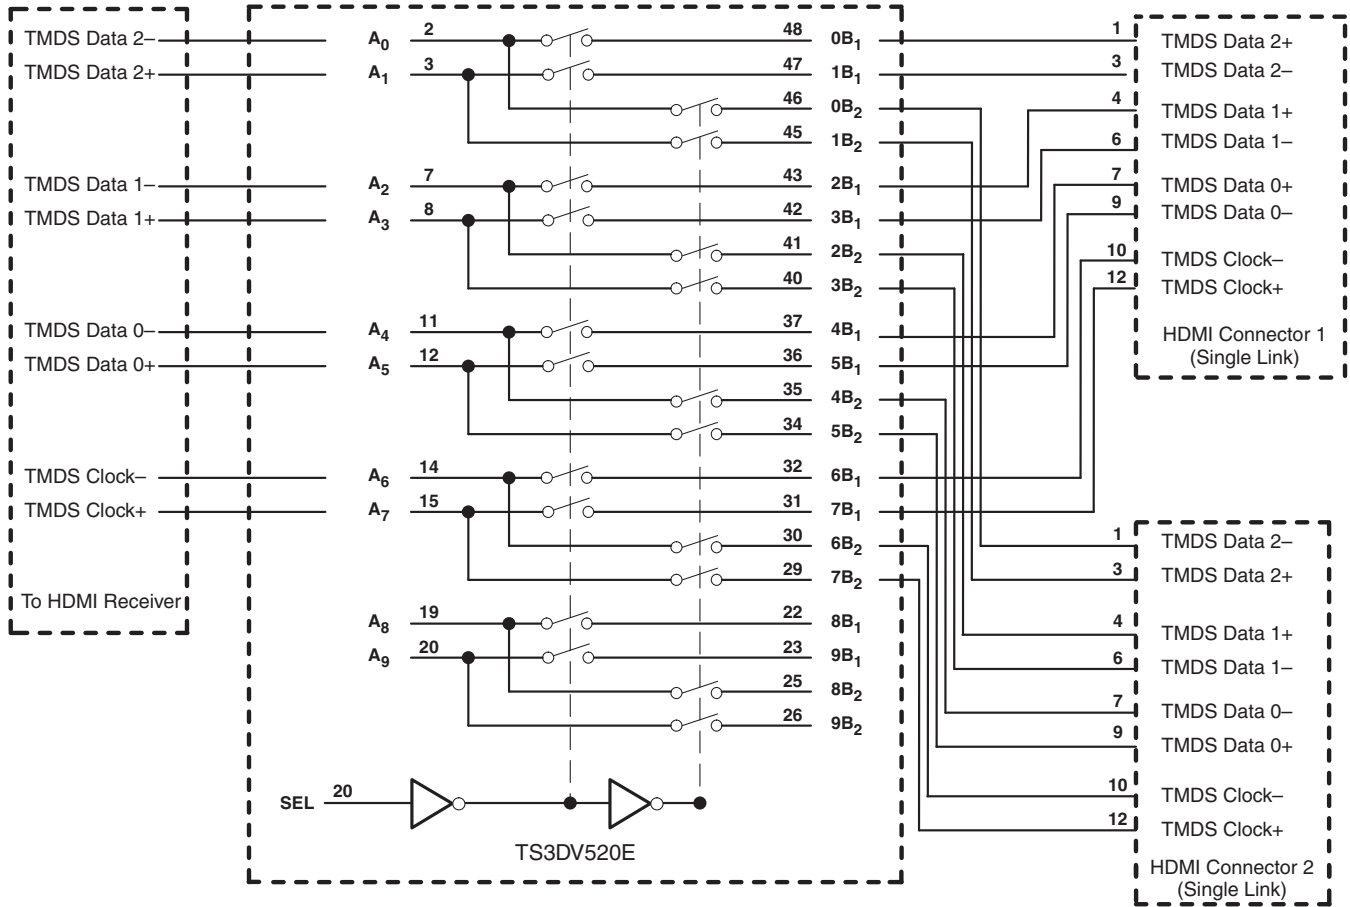 TMDS Data 2– A0 2 48 0B1 1 TMDS Data 2+
TMDS Data 2+ A1 3 47 1B1 3 TMDS Data 2–
46 0B2 4 TMDS Data 1+
45 1B2 6 TMDS Data 1–
TMDS Data 1– A2 7 43 2B1 7 TMDS Data 0+
TMDS Data 1+ A3 8 42 3B1 9 TMDS Data 0–
41 2B2 10 TMDS Clock–
40 3B2 12 TMDS Clock+
TMDS Data 0– A4 11 37 4B1 HDMI Connector 1
TMDS Data 0+ A5 12 36 5B1 (Single Link)
35 4B2
34 5B2
TMDS Clock– A6 14 32 6B1
TMDS Clock+ A7 15 31 7B1
30 6B2 1 TMDS Data 2–
29 7B2 3 TMDS Data 2+
To HDMI Receiver
A8 19 22 8B1 4 TMDS Data 1+
A9 20 23 9B1 6 TMDS Data 1–
25 8B2 7 TMDS Data 0–
26 9B2 9 TMDS Data 0+
SEL 20 10 TMDS Clock–
12 TMDS Clock+
TS3DV520E
HDMI Connector 2
(Single Link)